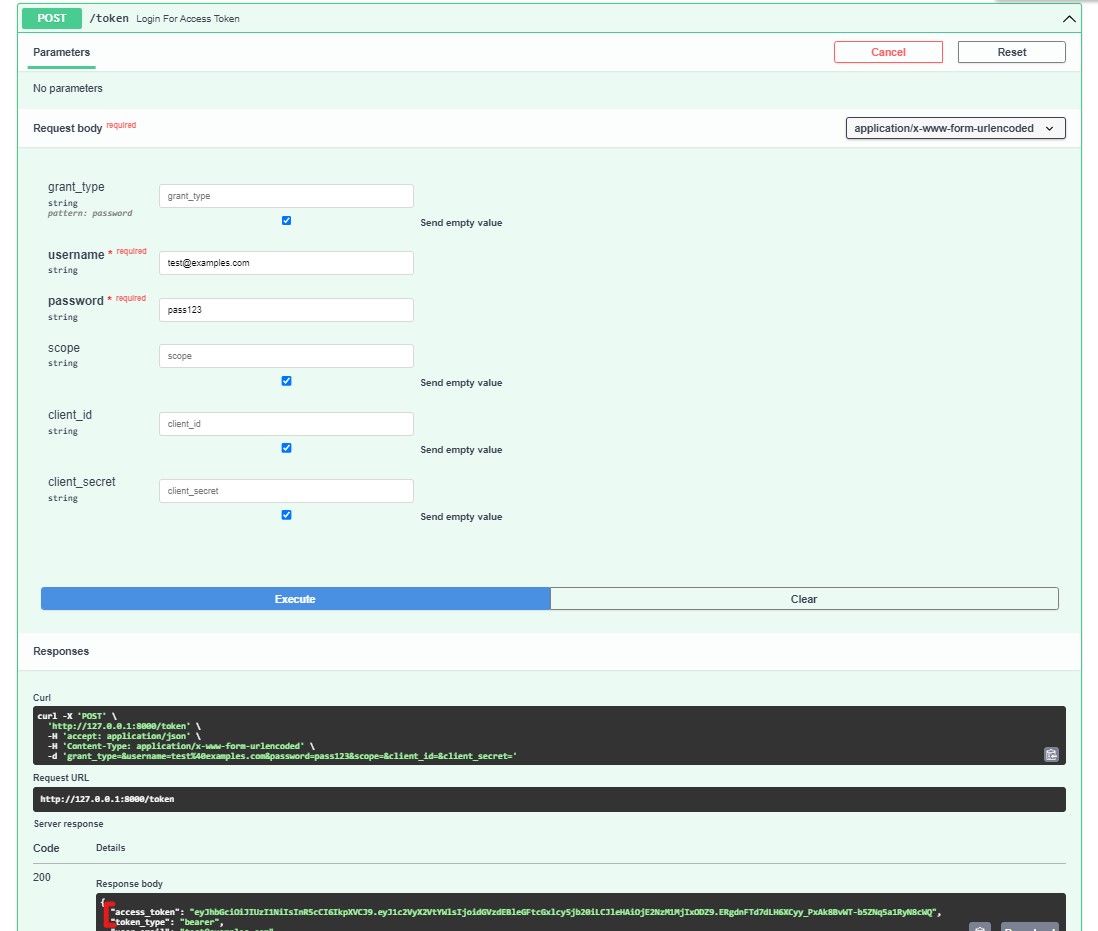 POST /token Login For Access Token
Parameters
Cancel
Reset
No parameters
Request body required
application/x-www-form-urlencoded
grant_type
string
pattern: password
grant_type
Send empty value
username * required
string
test@examples.com
password * required
string
pass123
scope
string
scope
Send empty value
client_id
string
client_id
Send empty value
client_secret
string
client_secret
Send empty value
Execute
Clear
Responses
Curl
curl -X 'POST' \
'http://127.0.0.1:8000/token' \
-H 'accept: application/json' \
-H 'Content-Type: application/x-www-form-urlencoded' \
-d 'grant_type=&username=test%40examples.com&password=pass123&scope=&client_id=&client_secret='
Request URL
http://127.0.0.1:8000/token
Server response
Code Details
200
Response body
{
"access_token":
"token_type": "bearer",